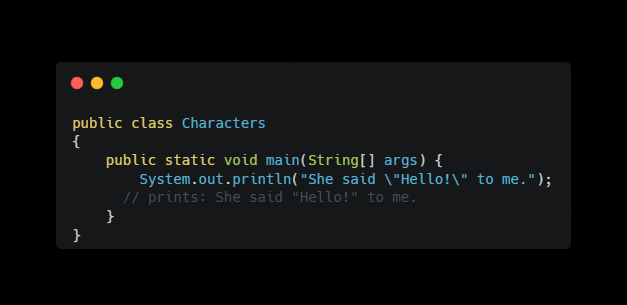 public class Characters
{
    public static void main(String[] args) {
        System.out.println("She said \"Hello!\" to me.");
      // prints: She said "Hello!" to me.
    }
}